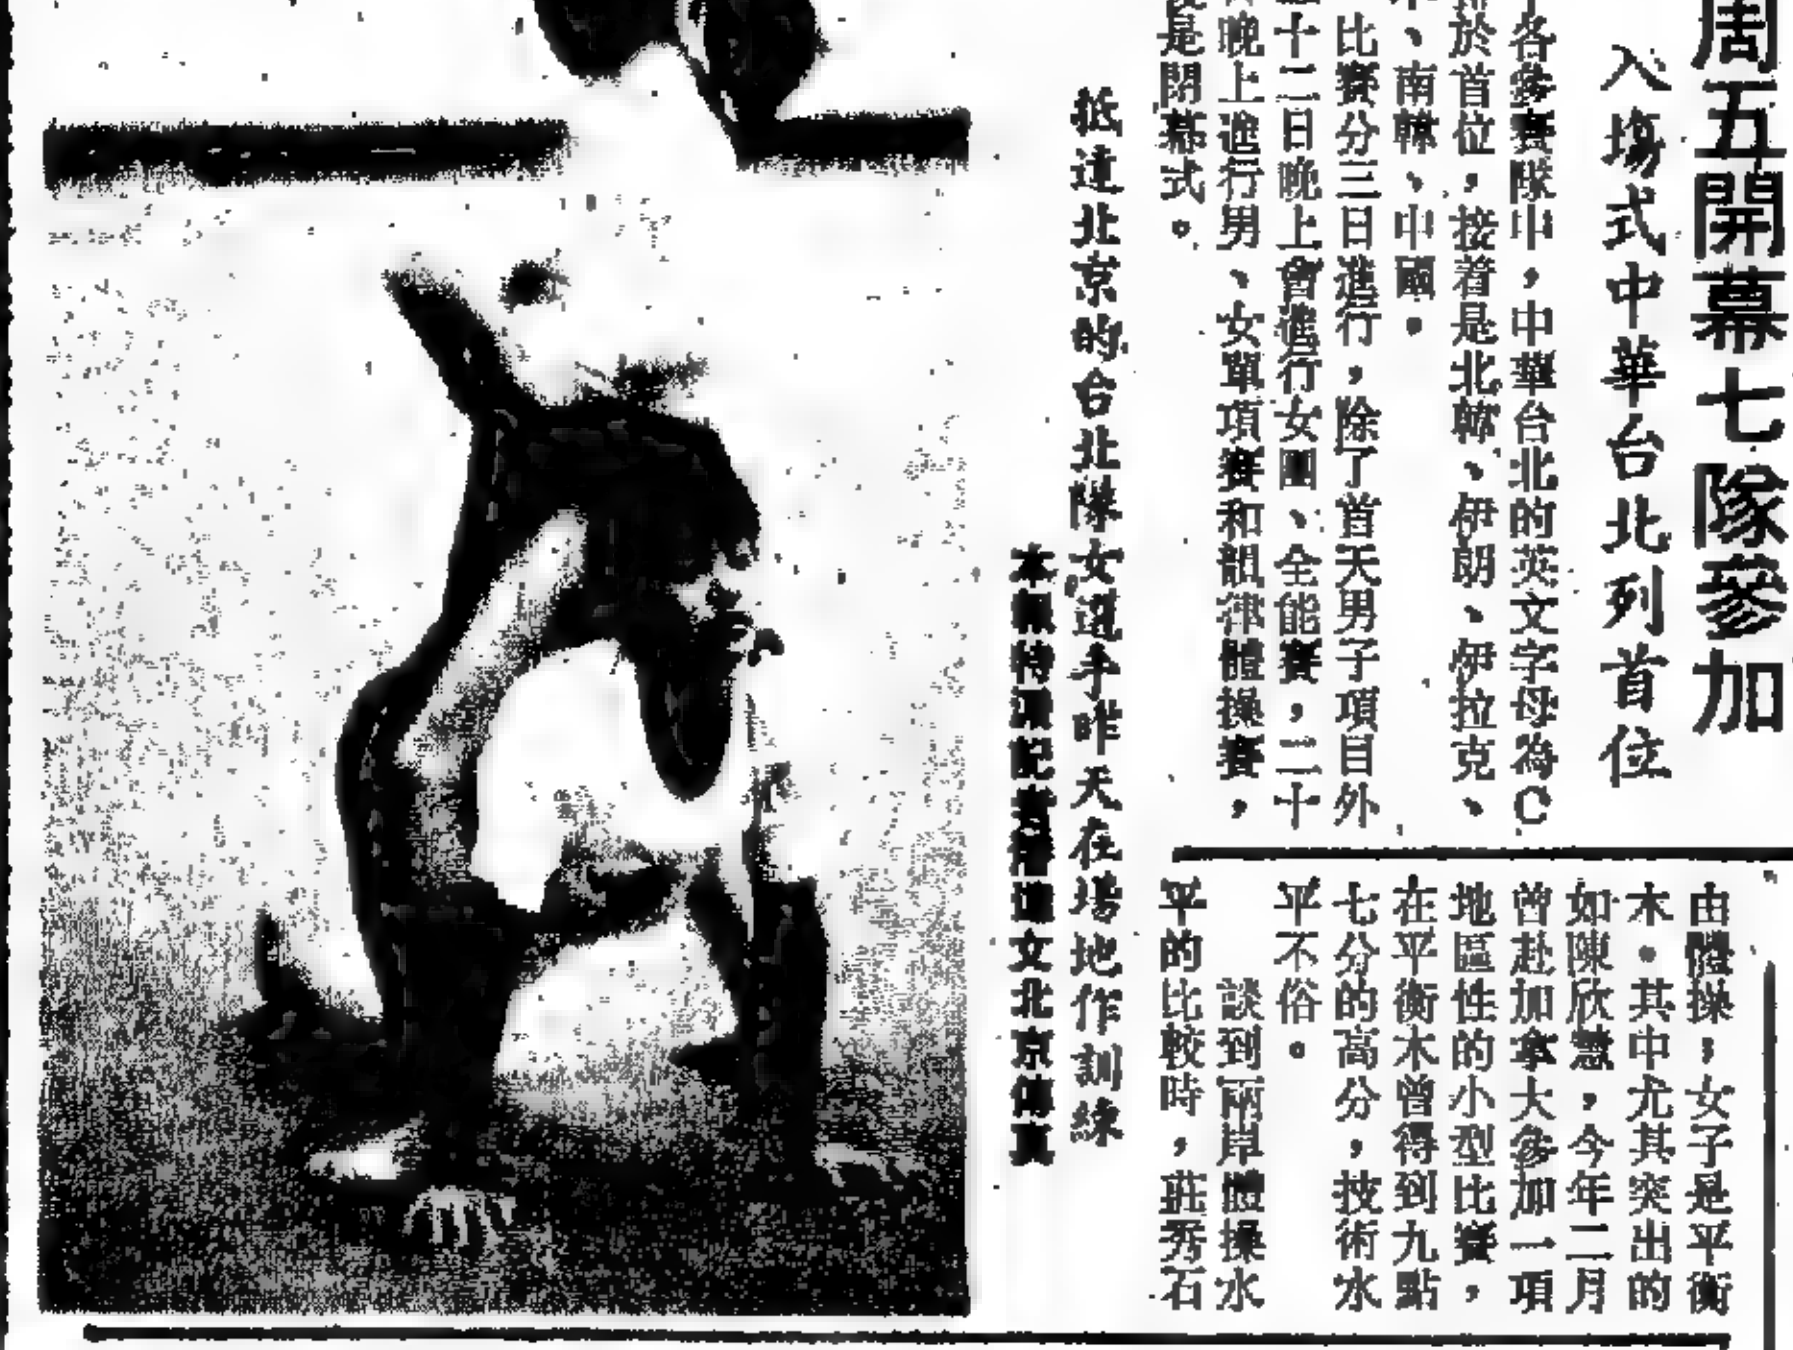 周五開幕七隊參加
入場式中華台北列首位
各參賽隊中，中華台北的英文字母為C
於首位，接着是北韓、伊朗、伊拉克、
、南韓、中國。
比賽分三日進行，除了首天男子項目外
十二日晚上會進行女團、全能賽，二十
晚上進行男、女單項賽和韻律體操賽，
是閉幕式。
抵達北京的台北隊女選手昨天在場地作訓練
本報特派記者 文北京傳真
由體操，女子是平衡
木。其中尤其突出的
如陳欣慧，今年二月
曾赴加拿大參加一項
地區性的小型比賽，
在平衡木曾得到九點
七分的高分，技術水
平不俗。
談到兩岸體操水
平的比較時，莊秀石